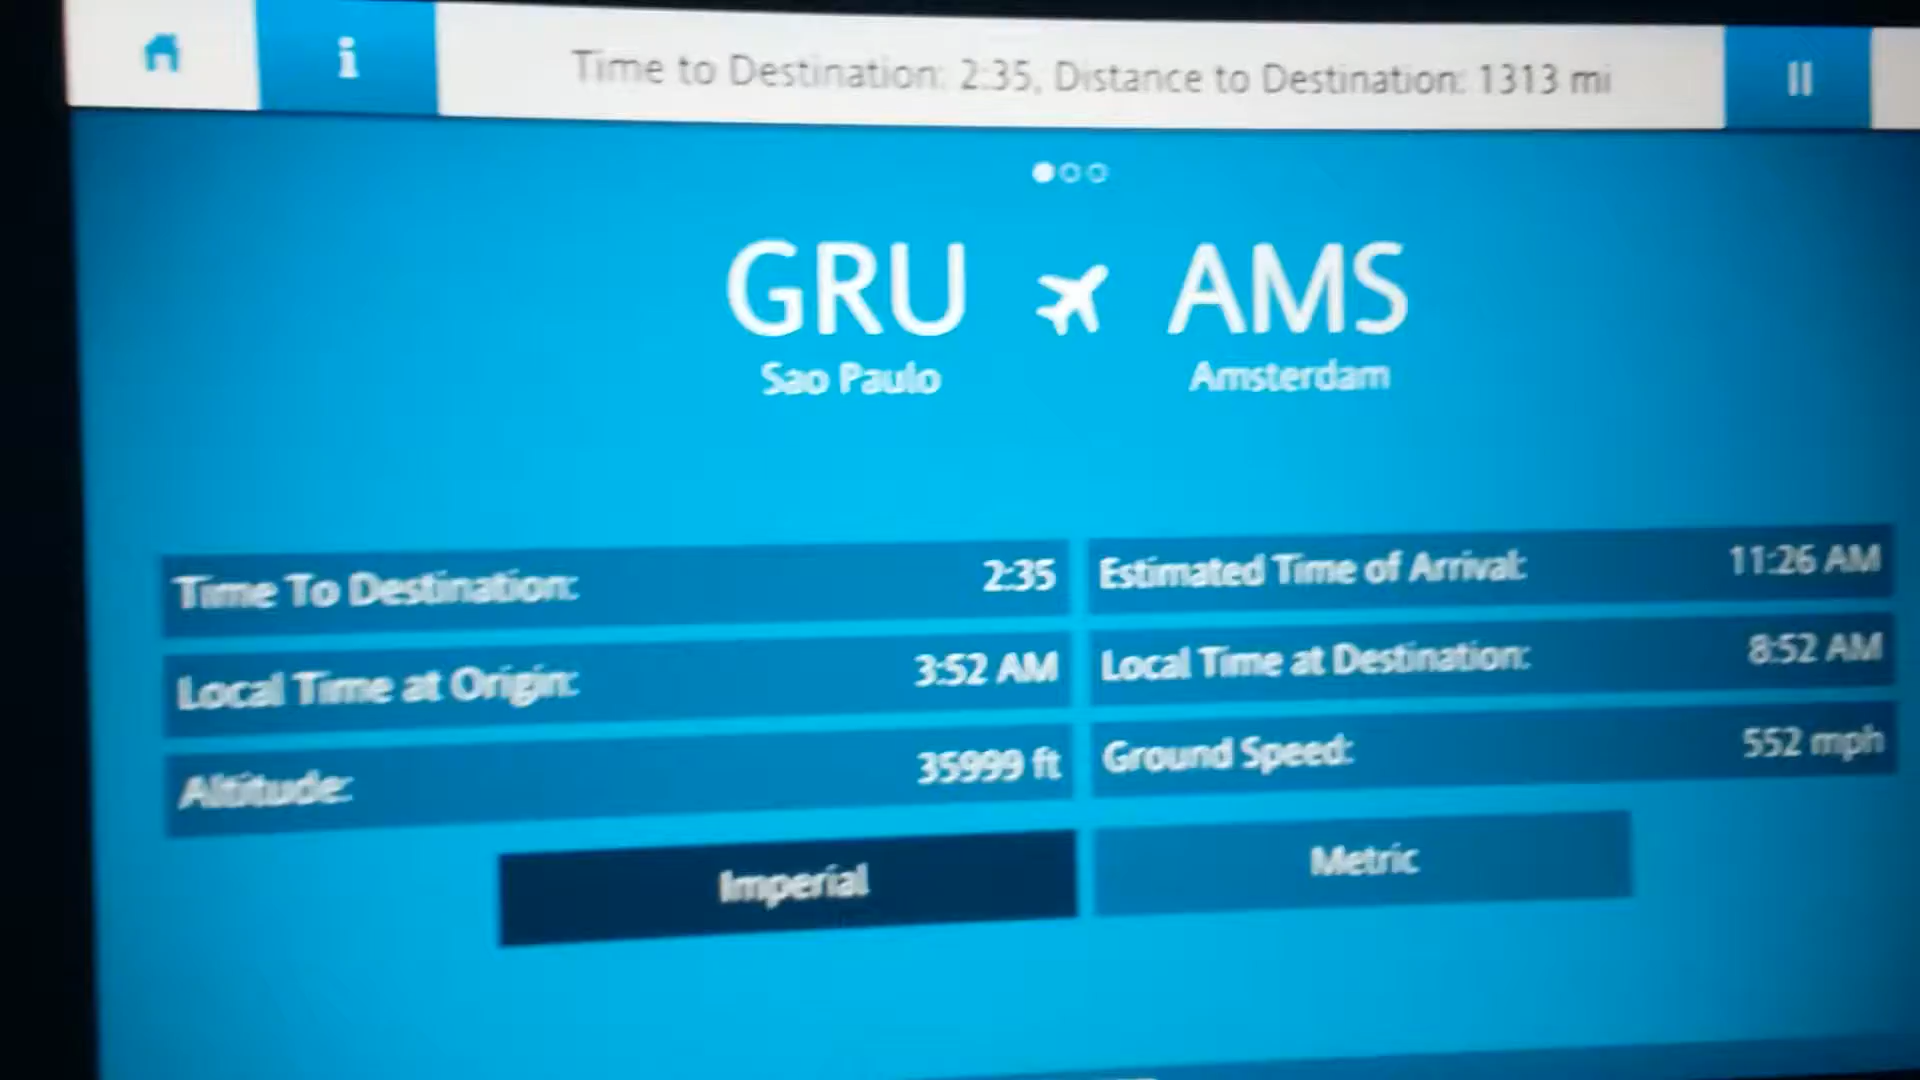 i
Time to Destination: 2:35, Distance to Destination: 1313 mi
GRU AMS
Sao Paulo Amsterdam
Time To Destination: 2:35 Estimated Time of Arrival: 11:26 AM
Local Time at Origin: 3:52 AM Local Time at Destination: 8:52 AM
Altitude: 35999 ft Ground Speed: 552 mph
Imperial Metric